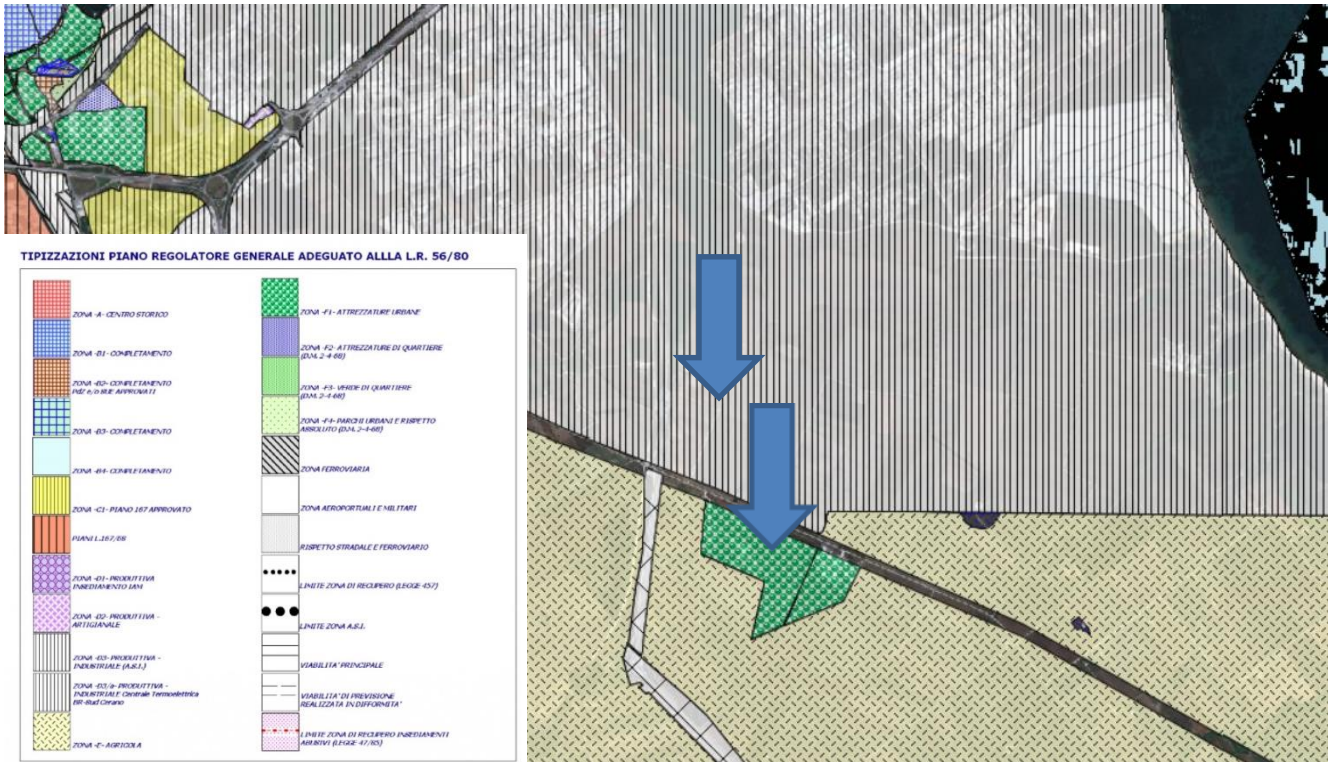 TIPIZZAZIONI PIANO REGOLATORE GENERALE ADEGUATO ALLLA L.R. 56/80
ZONA -A- CENTRO STORICO
ZONA -B1- COMPLETAMENTO
ZONA -B2- COMPLETAMENTO
PdZ e/o RUE APPROVATI
ZONA -B3- COMPLETAMENTO
ZONA -B4- COMPLETAMENTO
ZONA -C1- PIANO 167 APPROVATO
PIANI L.167/68
ZONA -D1- PRODUTTIVA
INSEDIAMENTO IAM
ZONA -D2- PRODUTTIVA -
ARTIGIANALE
ZONA -D3- PRODUTTIVA -
INDUSTRIALE (A.S.I.)
ZONA -D3/a- PRODUTTIVA -
INDUSTRIALE Centrale Termoelettrica
BR-Sud Cerano
ZONA -E- AGRICOLA
ZONA -F1- ATTREZZATURE URBANE
ZONA -F2- ATTREZZATURE DI QUARTIERE
(D.M. 2-4-68)
ZONA -F3- VERDE DI QUARTIERE
(D.M. 2-4-68)
ZONA -F4- PARCHI URBANI E RISPETTO
ASSOLUTO (D.M. 2-4-68)
ZONA FERROVIARIA
ZONA AEROPORTUALI E MILITARI
RISPETTO STRADALE E FERROVIARIO
LIMITE ZONA DI RECUPERO (LEGGE 457)
LIMITE ZONA A.S.I.
VIABILITA' PRINCIPALE
VIABILITA' DI PREVISIONE
REALIZZATA IN DIFFORMITA'
LIMITE ZONA DI RECUPERO INSEDIAMENTI
ABUSIVI (LEGGE 47/85)